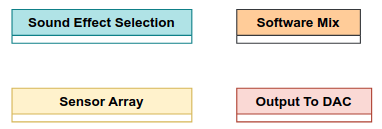 Sound Effect Selection
Software Mix
Sensor Array
Output To DAC